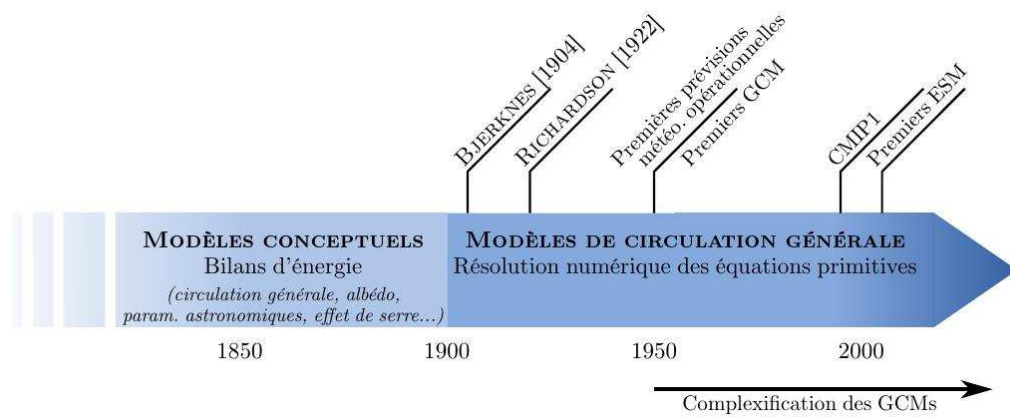 BJERKNES [1904]
RICHARDSON [1922]
Premières prévisions
météo. opérationnelles
Premiers GCM
CMIP1
Premiers ESM
MODÈLES CONCEPTUELS
Bilans d'énergie
(circulation générale, albédo,
param. astronomiques, effet de serre...)
MODÈLES DE CIRCULATION GÉNÉRALE
Résolution numérique des équations primitives
1850
1900
1950
2000
Complexification des GCMs